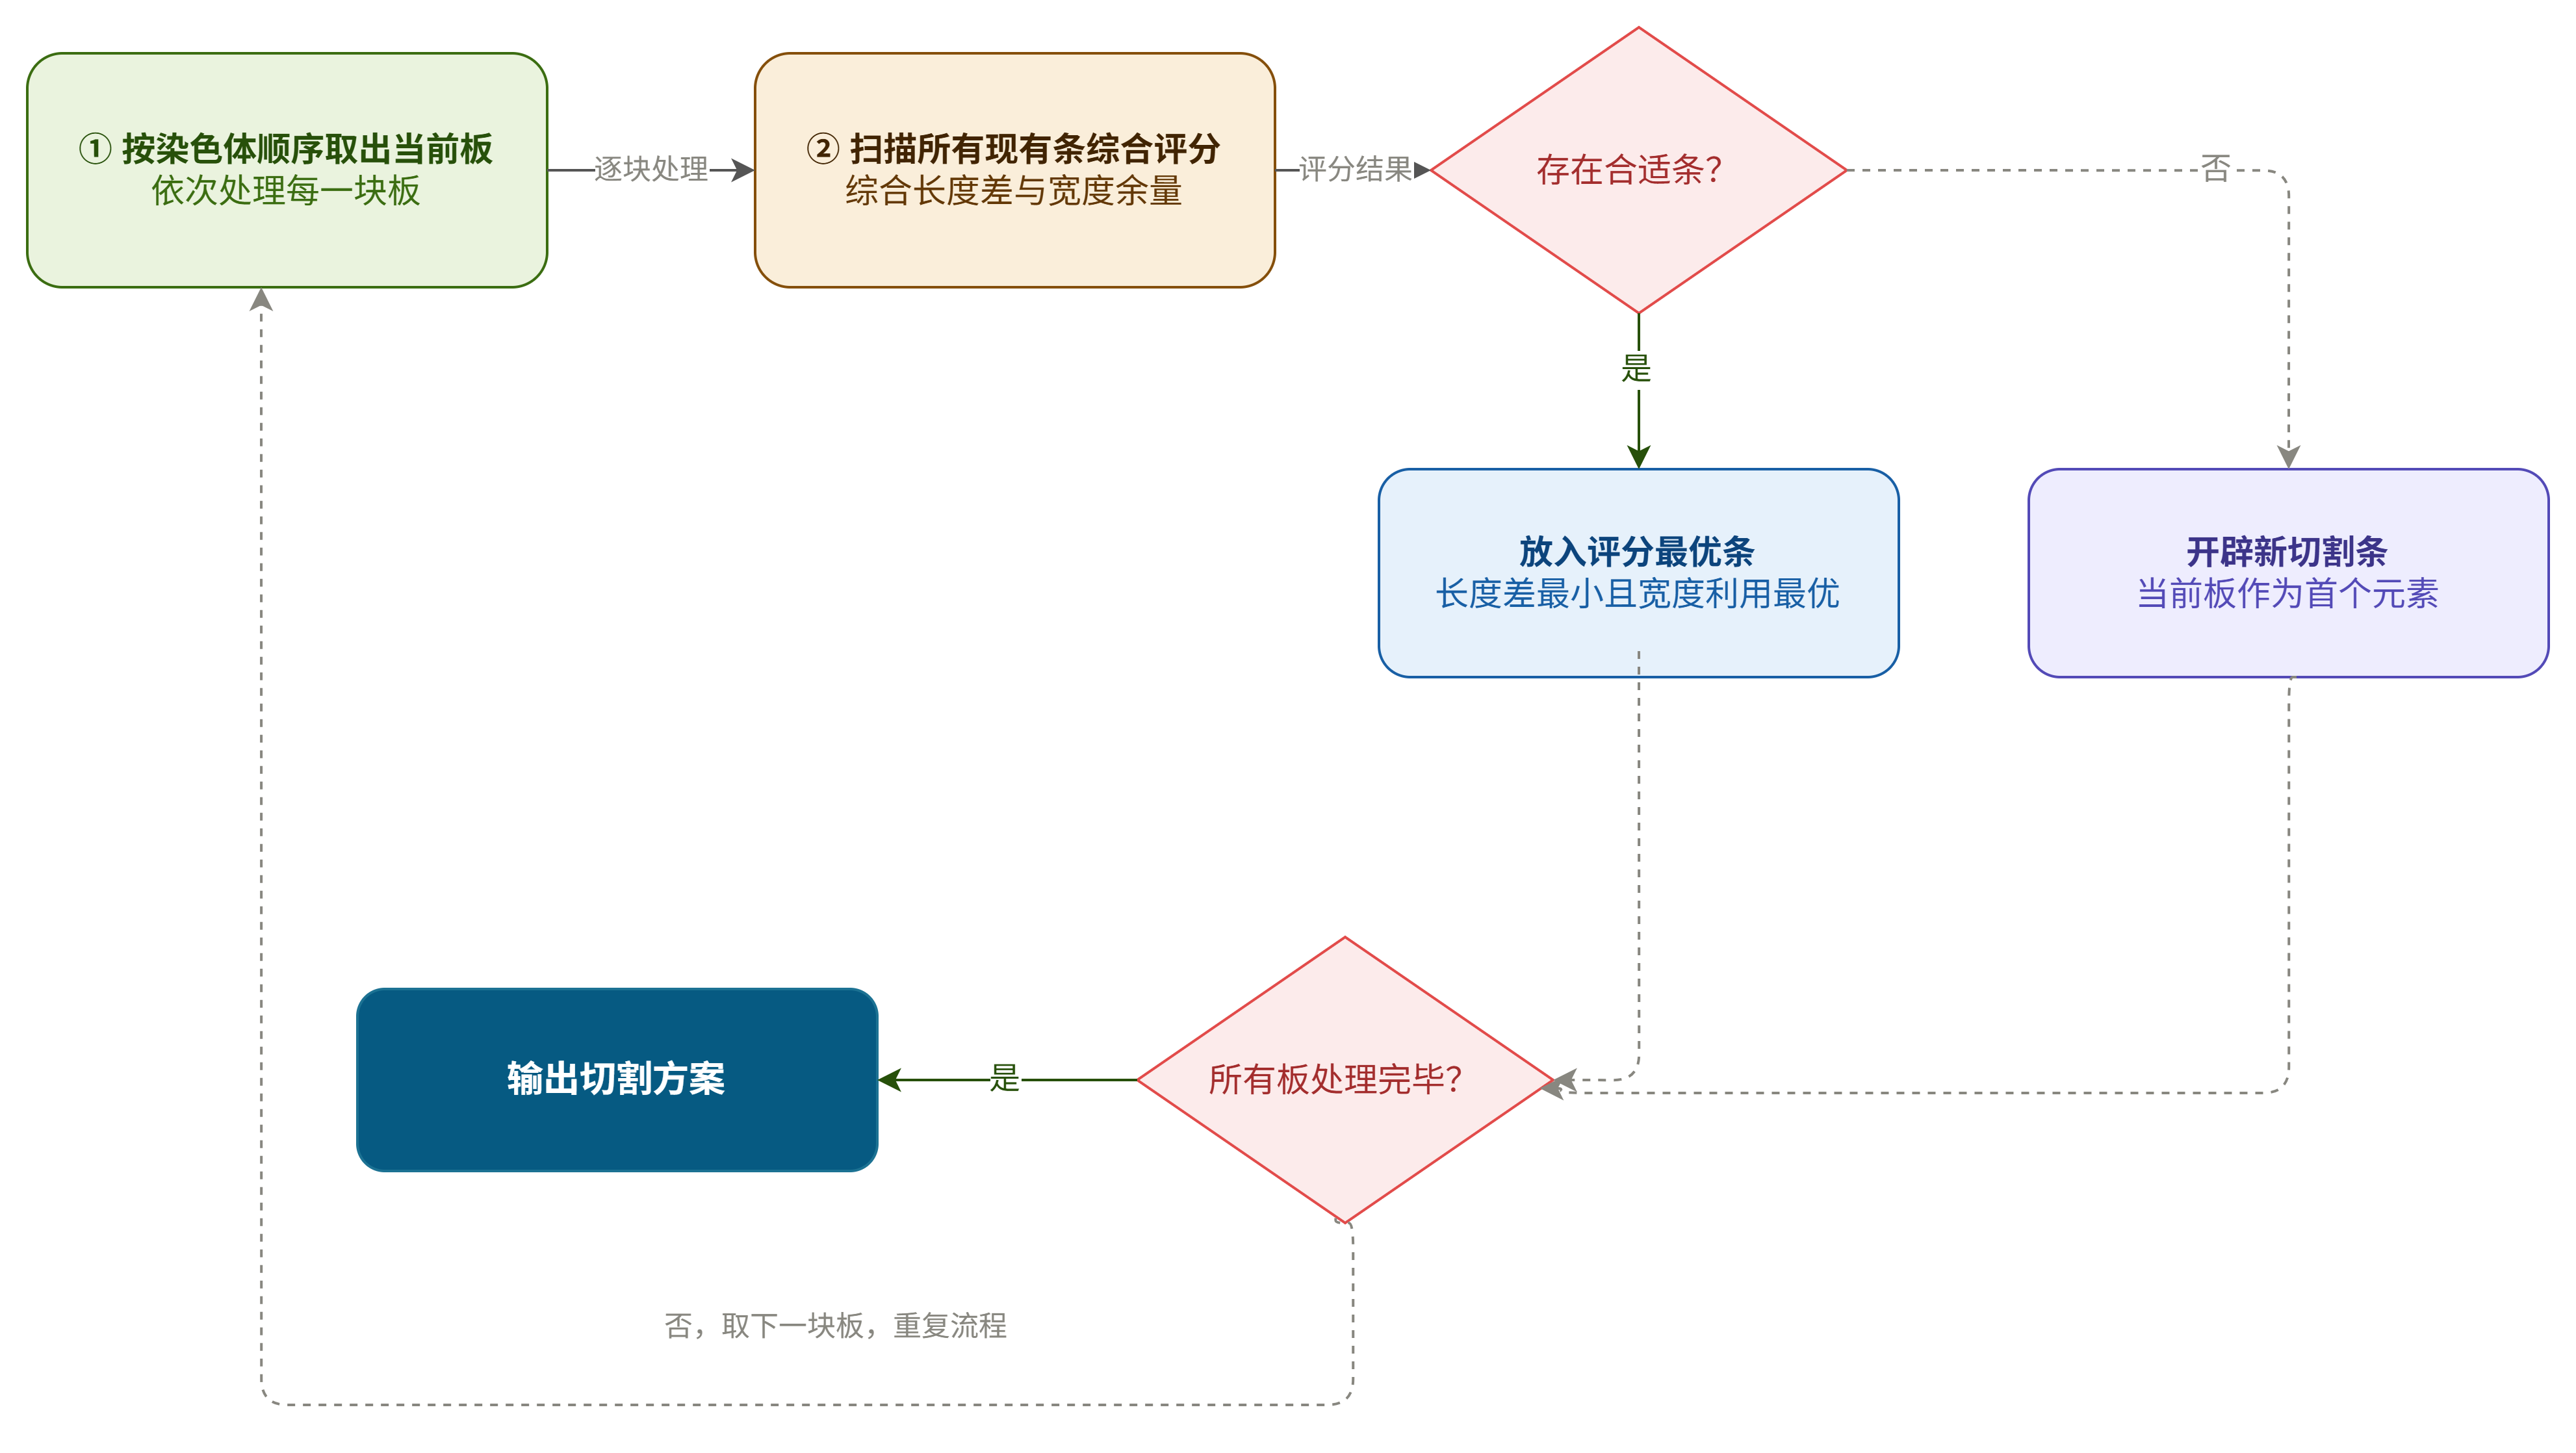 ① 按染色体顺序取出当前板
依次处理每一块板
逐块处理
② 扫描所有现有条综合评分
综合长度差与宽度余量
评分结果
存在合适条？
否
是
放入评分最优条
长度差最小且宽度利用最优
开辟新切割条
当前板作为首个元素
输出切割方案
是
所有板处理完毕？
否，取下一块板，重复流程